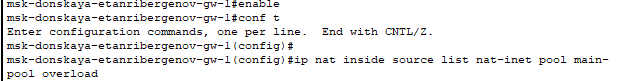 msk-donskaya-etanribergenov-gw-1#enable
msk-donskaya-etanribergenov-gw-1#conf t
Enter configuration commands, one per line.  End with CNTL/Z.
msk-donskaya-etanribergenov-gw-1(config)#
msk-donskaya-etanribergenov-gw-1(config)#ip nat inside source list nat-inet pool main-
pool overload